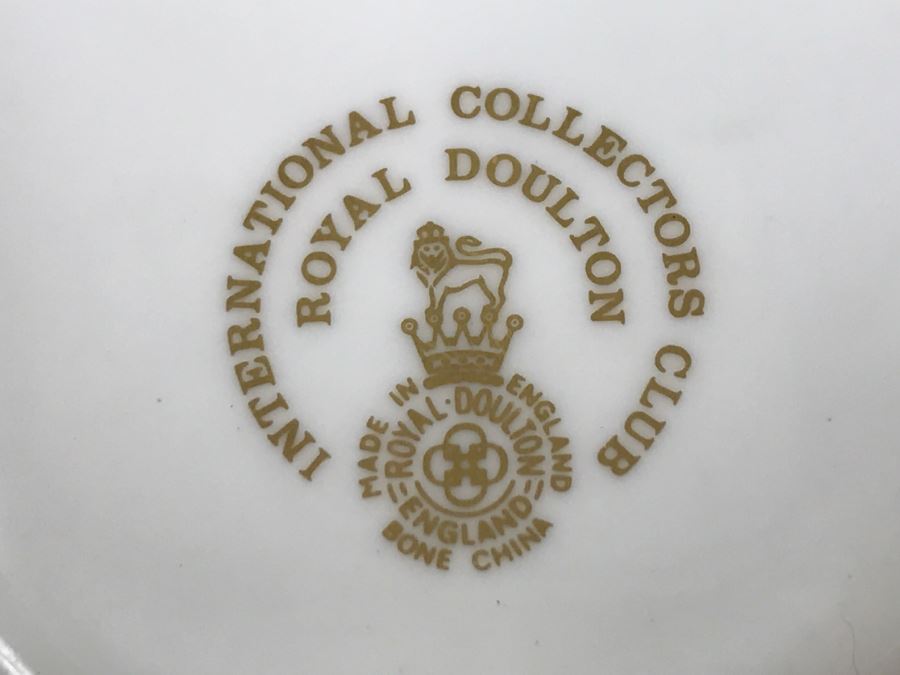 INTERNATIONAL COLLECTORS CLUB
ROYAL DOULTON
MADE IN ENGLAND
ROYAL·DOULTON
ENGLAND
BONE CHINA